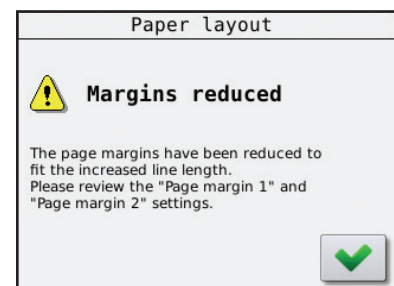 Paper layout
Margins reduced
The page margins have been reduced to
fit the increased line length.
Please review the "Page margin 1" and
"Page margin 2" settings.